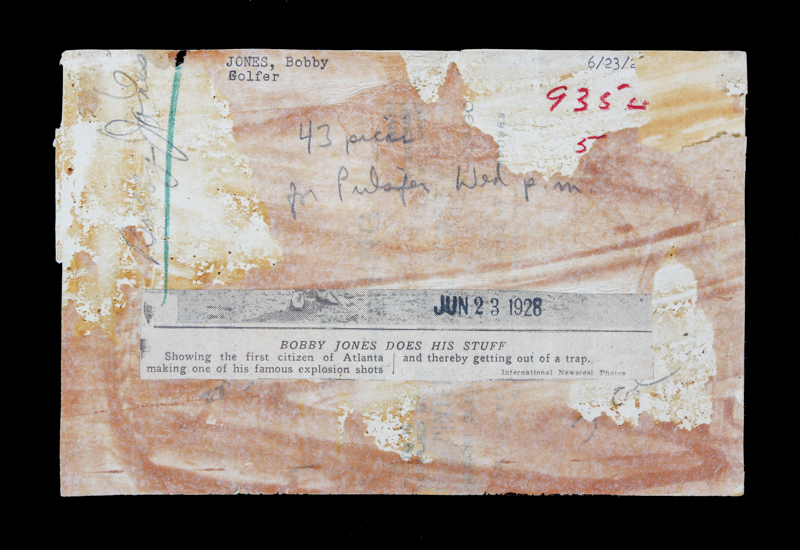 JONES, Bobby
Golfer
6/23/2
935
5
43 pices
for Pulsifer Wed p.m.
Jones
JUN 23 1928
BOBBY JONES DOES HIS STUFF
Showing the first citizen of Atlanta
making one of his famous explosion shots
and thereby getting out of a trap.
International Newsreel Photos